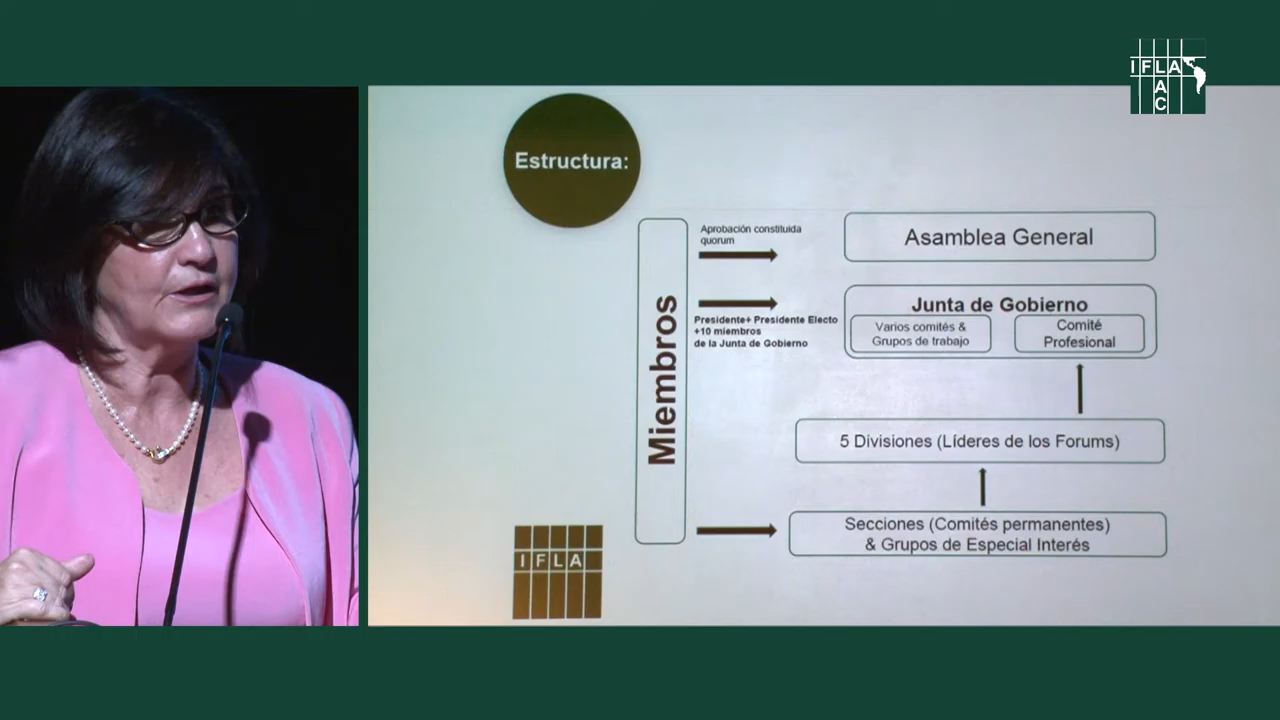 IFLA
A
C
Estructura:
Aprobación constituida
quorum
Asamblea General
Miembros
Junta de Gobierno
Presidente+ Presidente Electo
+10 miembros
de la Junta de Gobierno
Varios comités &
Grupos de trabajo
Comité
Profesional
5 Divisiones (Líderes de los Forums)
Secciones (Comités permanentes)
& Grupos de Especial Interés
IFLA